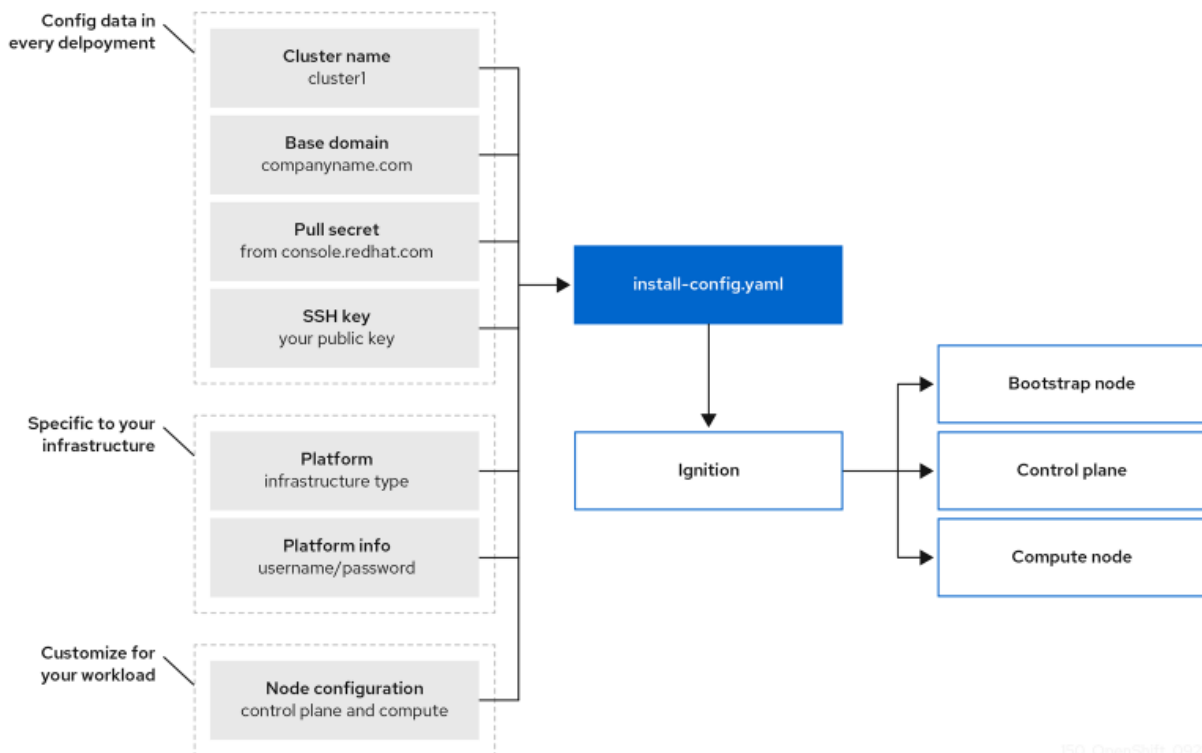 Config data in
every delpoyment
Cluster name
cluster1
Base domain
companyname.com
Pull secret
from console.redhat.com
SSH key
your public key
Specific to your
infrastructure
Platform
infrastructure type
Platform info
username/password
Customize for
your workload
Node configuration
control plane and compute
install-config.yaml
Ignition
Bootstrap node
Control plane
Compute node